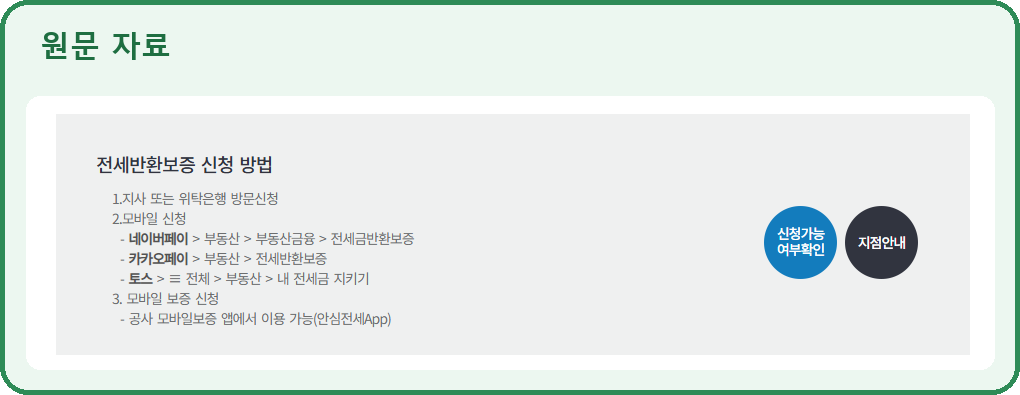 원문 자료
전세반환보증 신청 방법
1.지사 또는 위탁은행 방문신청
2.모바일 신청
- 네이버페이 > 부동산 > 부동산금융 > 전세금반환보증
- 카카오페이 > 부동산 > 전세반환보증
- 토스 > ≡ 전체 > 부동산 > 내 전세금 지키기
3. 모바일 보증 신청
- 공사 모바일보증 앱에서 이용 가능(안심전세App)
신청가능
여부확인
지점안내